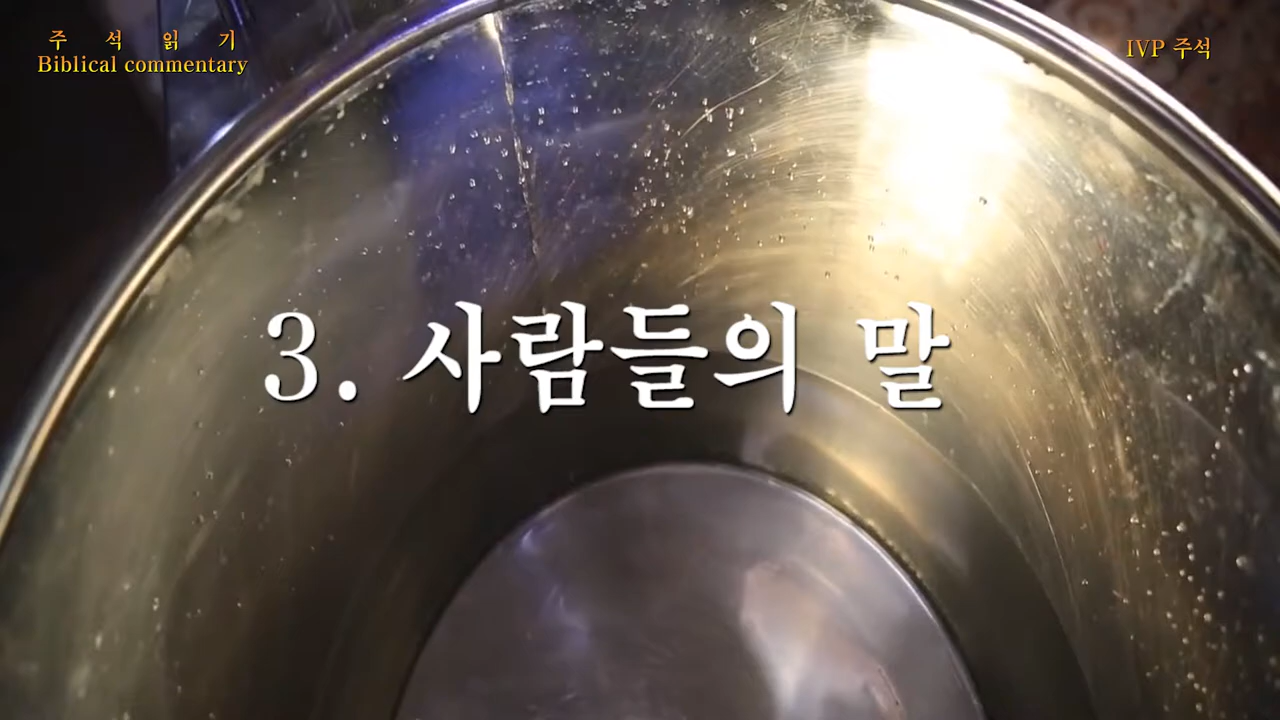 주 석 읽 기
Biblical commentary
IVP 주석
3. 사람들의 말